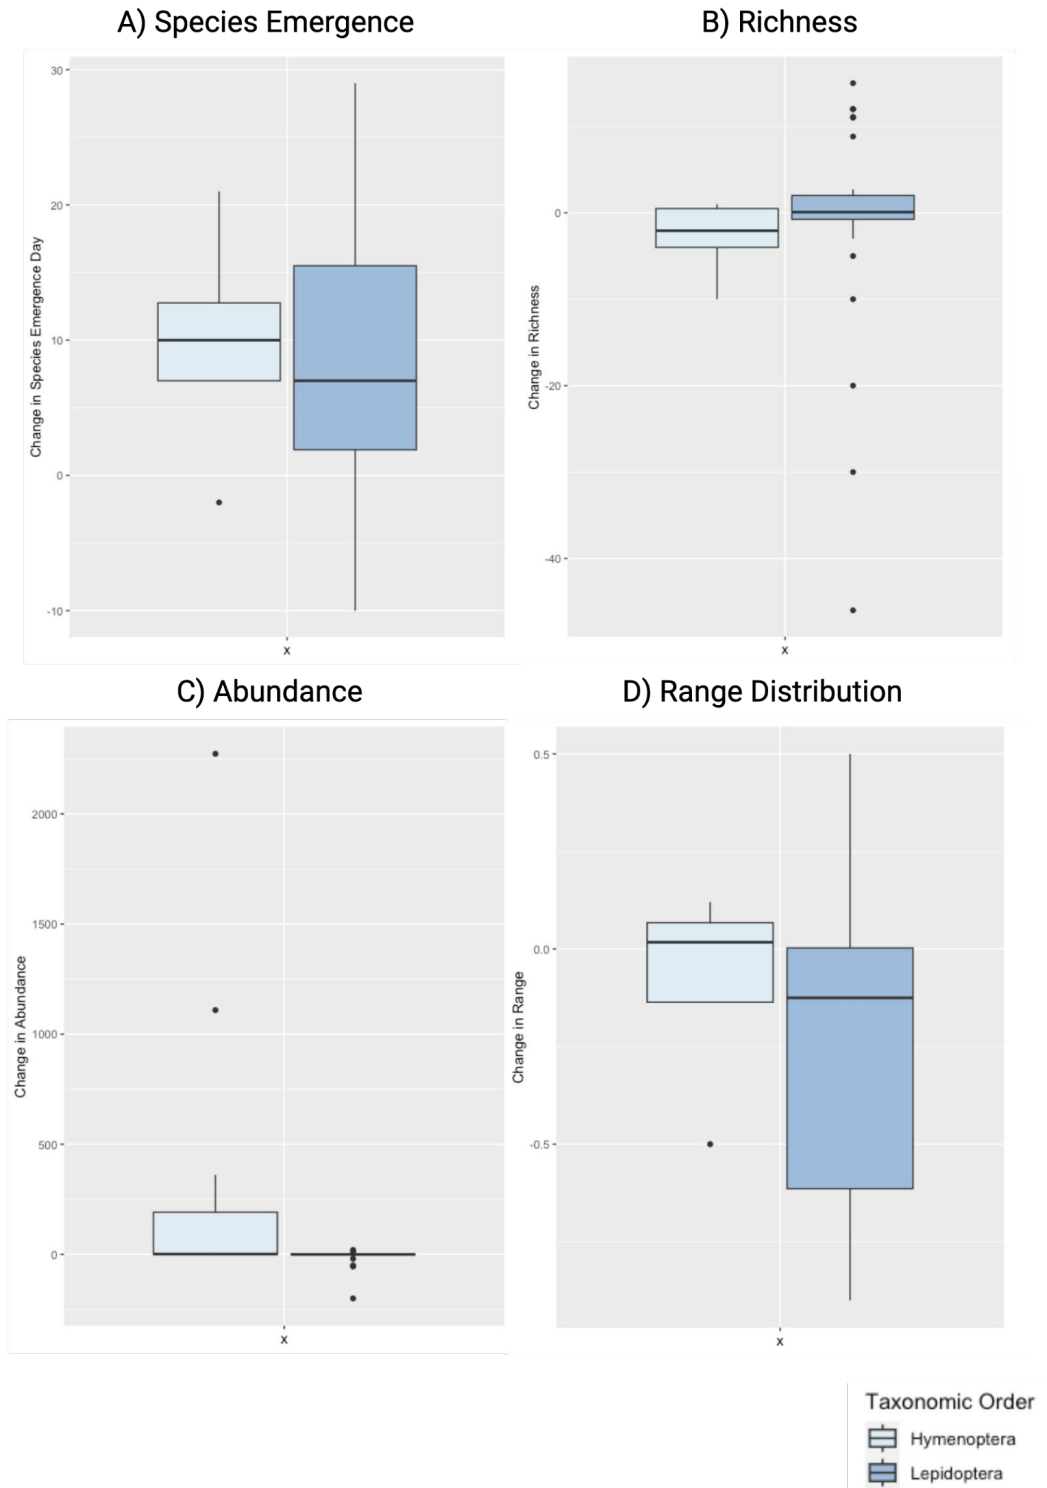 A) Species Emergence
B) Richness
Change in Species Emergence Day
30
20
10
0
-10
x
Change in Richness
0
-20
-40
x
C) Abundance
D) Range Distribution
Change in Abundance
2000
1500
1000
500
0
x
Change in Range
0.5
0.0
-0.5
x
Taxonomic Order
Hymenoptera
Lepidoptera